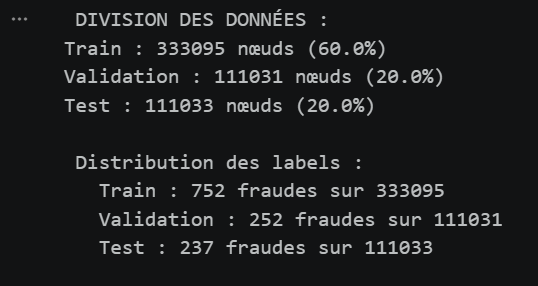 ...
DIVISION DES DONNÉES :
Train : 333095 nœuds (60.0%)
Validation : 111031 nœuds (20.0%)
Test : 111033 nœuds (20.0%)
Distribution des labels :
Train : 752 fraudes sur 333095
Validation : 252 fraudes sur 111031
Test : 237 fraudes sur 111033